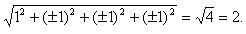 √(1² + (±1)² + (±1)² + (±1)²) = √4 = 2.